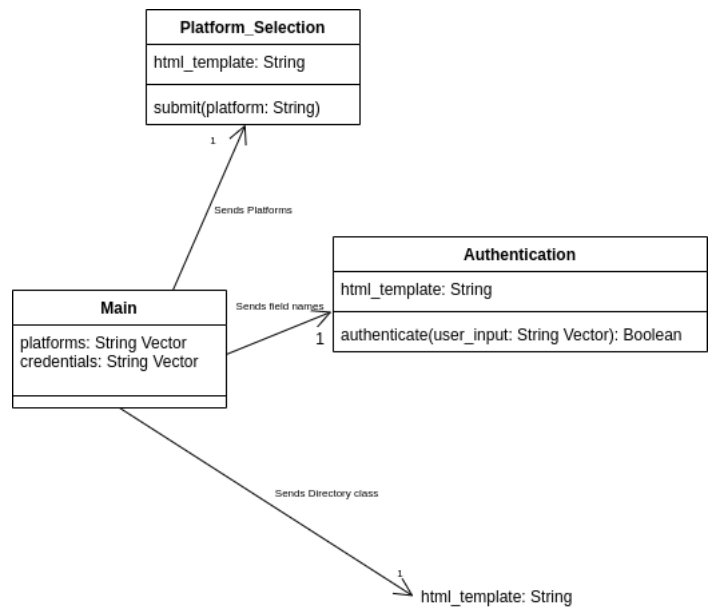 Platform_Selection
html_template: String
submit(platform: String)
1
Sends Platforms
Authentication
html_template: String
authenticate(user_input: String Vector): Boolean
Sends field names
1
Main
platforms: String Vector
credentials: String Vector
Sends Directory class
1
html_template: String